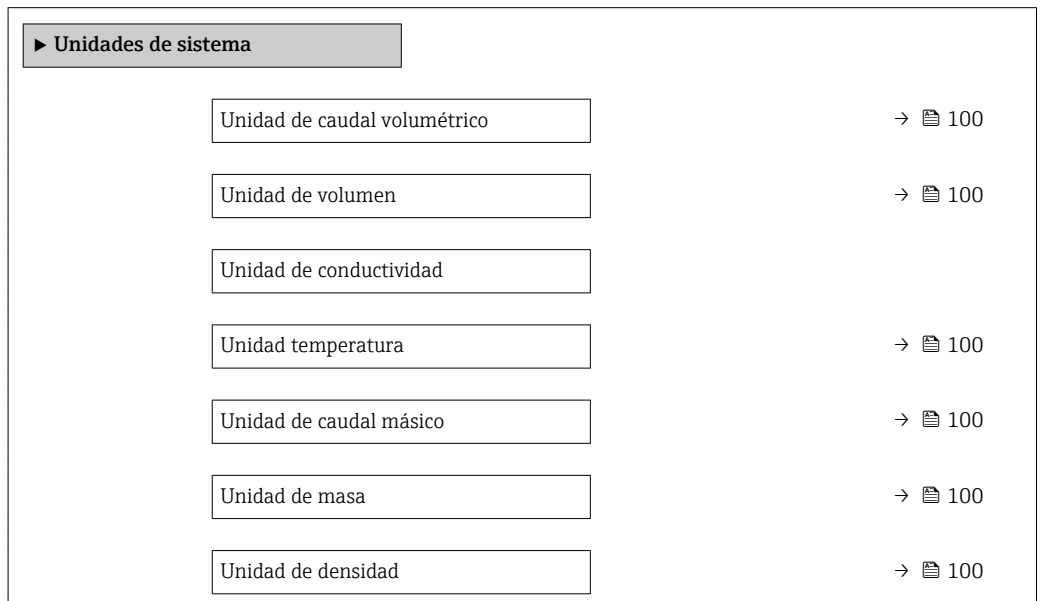 ▶ Unidades de sistema
Unidad de caudal volumétrico → 🖹 100
Unidad de volumen → 🖹 100
Unidad de conductividad
Unidad temperatura → 🖹 100
Unidad de caudal másico → 🖹 100
Unidad de masa → 🖹 100
Unidad de densidad → 🖹 100